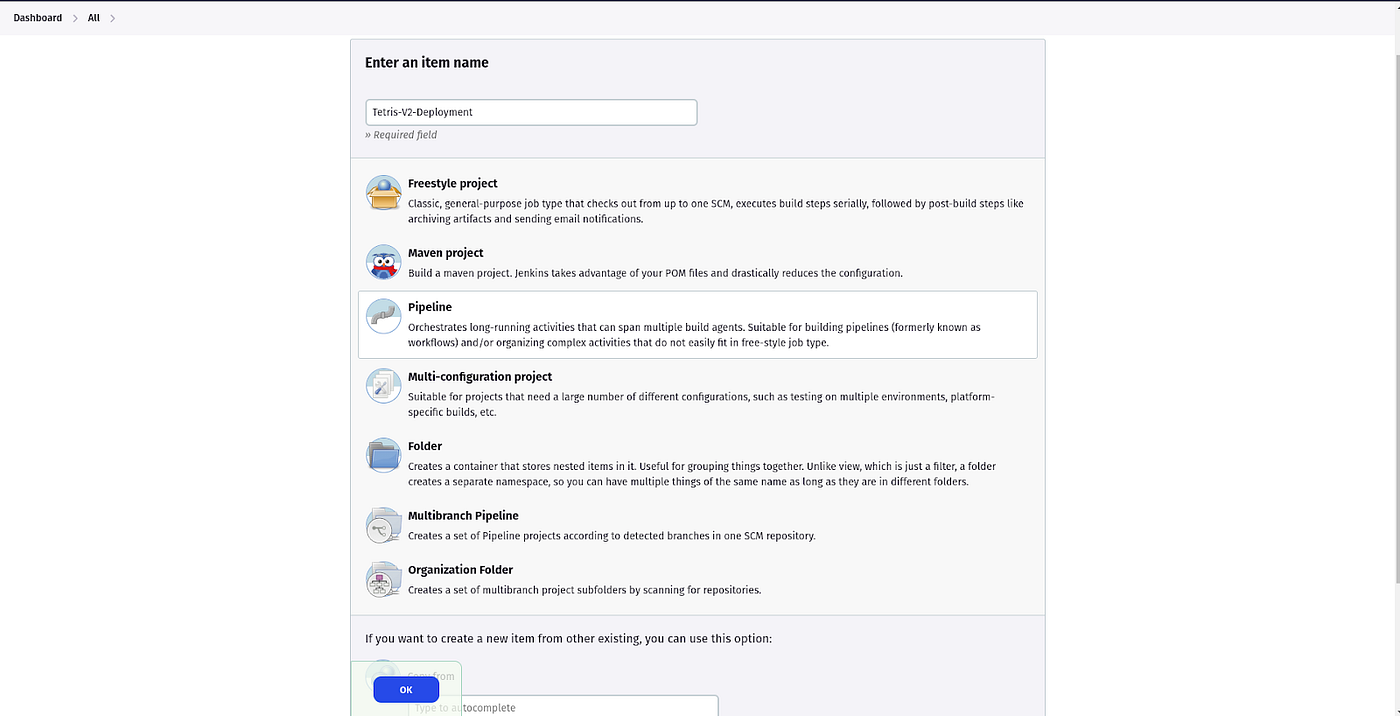 Dashboard > All >
Enter an item name
Tetris-V2-Deployment
» Required field
Freestyle project
Classic, general-purpose job type that checks out from up to one SCM, executes build steps serially, followed by post-build steps like
archiving artifacts and sending email notifications.
Maven project
Build a maven project. Jenkins takes advantage of your POM files and drastically reduces the configuration.
Pipeline
Orchestrates long-running activities that can span multiple build agents. Suitable for building pipelines (formerly known as
workflows) and/or organizing complex activities that do not easily fit in free-style job type.
Multi-configuration project
Suitable for projects that need a large number of different configurations, such as testing on multiple environments, platform-
specific builds, etc.
Folder
Creates a container that stores nested items in it. Useful for grouping things together. Unlike view, which is just a filter, a folder
creates a separate namespace, so you can have multiple things of the same name as long as they are in different folders.
Multibranch Pipeline
Creates a set of Pipeline projects according to detected branches in one SCM repository.
Organization Folder
Creates a set of multibranch project subfolders by scanning for repositories.
If you want to create a new item from other existing, you can use this option:
Copy from
OK
Type to autocomplete